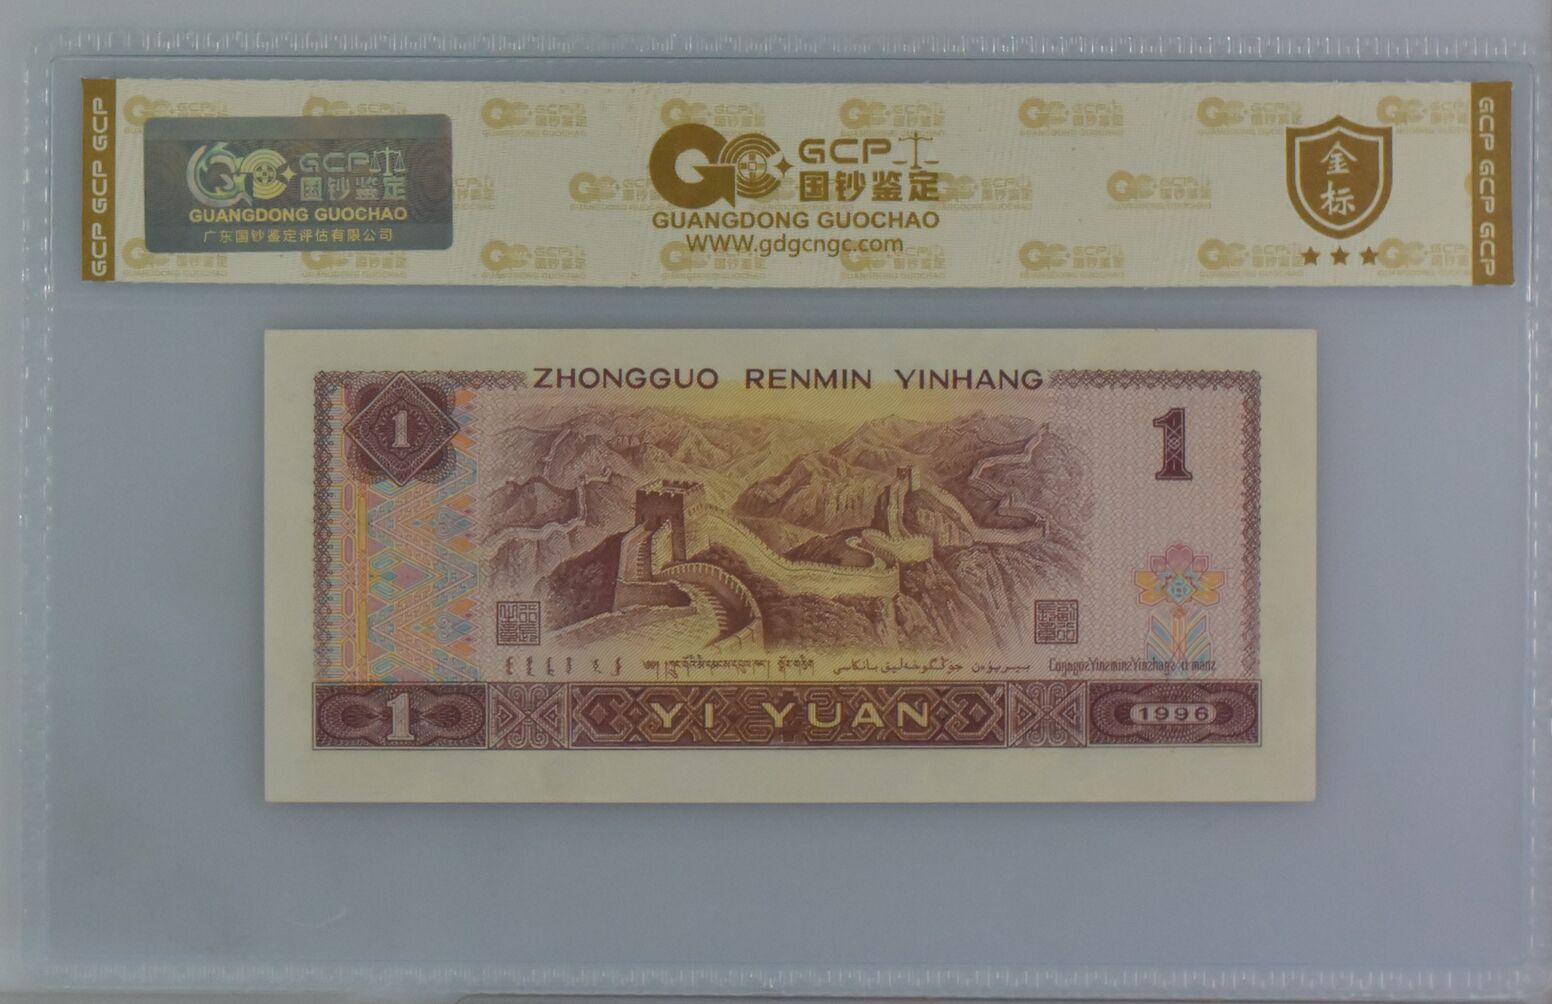 GCP GCP GCP
GCP
国钞鉴定
GUANGDONG GUOCHAO
广东国钞鉴定评估有限公司
GCP
国钞鉴定
GUANGDONG GUOCHAO
WWW.gdgcngc.com
金标
GCP GCP GCP
ZHONGGUO RENMIN YINHANG
1
1
1
YI YUAN
1996